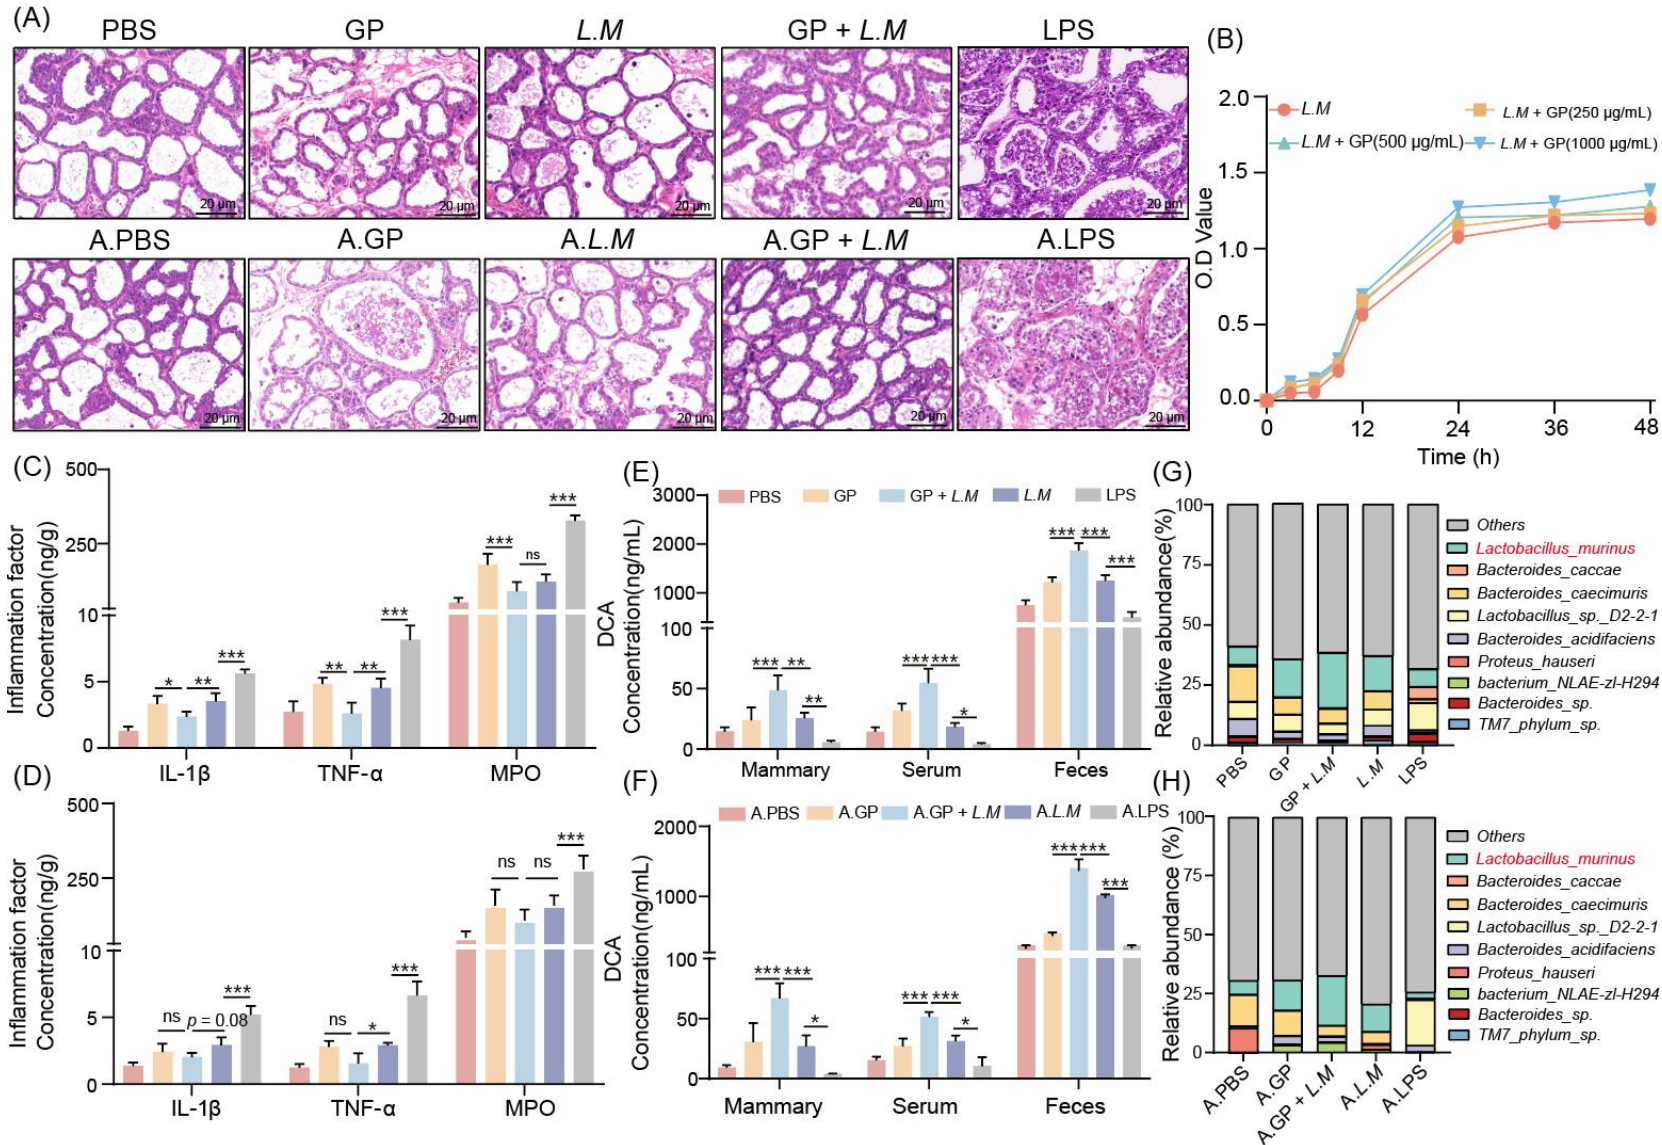 (A)
PBS
GP
L.M
GP + L.M
LPS
20 µm
20 µm
20 µm
20 µm
20 µm
A.PBS
A.GP
A.L.M
A.GP + L.M
A.LPS
20 µm
20 µm
20 µm
20 µm
20 µm
(B)
O.D Value
2.0
1.5
1.0
0.5
0.0
L.M
L.M + GP(250 µg/mL)
L.M + GP(500 µg/mL)
L.M + GP(1000 µg/mL)
0
12
24
36
48
Time (h)
(C)
Inflammation factor
Concentration(ng/g)
500
250
10
5
0
*
**
***
**
**
***
***
ns
***
IL-1β
TNF-α
MPO
(D)
Inflammation factor
Concentration(ng/g)
500
250
10
5
0
ns
p = 0.08
***
ns
*
***
ns
ns
***
IL-1β
TNF-α
MPO
(E)
DCA
Concentration(ng/mL)
3000
2000
1000
100
50
0
PBS
GP
GP + L.M
L.M
LPS
***
**
**
***
***
*
***
***
***
Mammary
Serum
Feces
(F)
DCA
Concentration(ng/mL)
2000
1000
100
50
0
A.PBS
A.GP
A.GP + L.M
A.L.M
A.LPS
***
***
*
***
***
*
***
***
***
Mammary
Serum
Feces
(G)
Relative abundance(%)
100
75
50
25
0
PBS
GP
GP + L.M
L.M
LPS
Others
Lactobacillus_murinus
Bacteroides_caccae
Bacteroides_caecimuris
Lactobacillus_sp._D2-2-1
Bacteroides_acidifaciens
Proteus_hauseri
bacterium_NLAE-zl-H294
Bacteroides_sp.
TM7_phylum_sp.
(H)
Relative abundance (%)
100
75
50
25
0
A.PBS
A.GP
A.GP + L.M
A.L.M
A.LPS
Others
Lactobacillus_murinus
Bacteroides_caccae
Bacteroides_caecimuris
Lactobacillus_sp._D2-2-1
Bacteroides_acidifaciens
Proteus_hauseri
bacterium_NLAE-zl-H294
Bacteroides_sp.
TM7_phylum_sp.